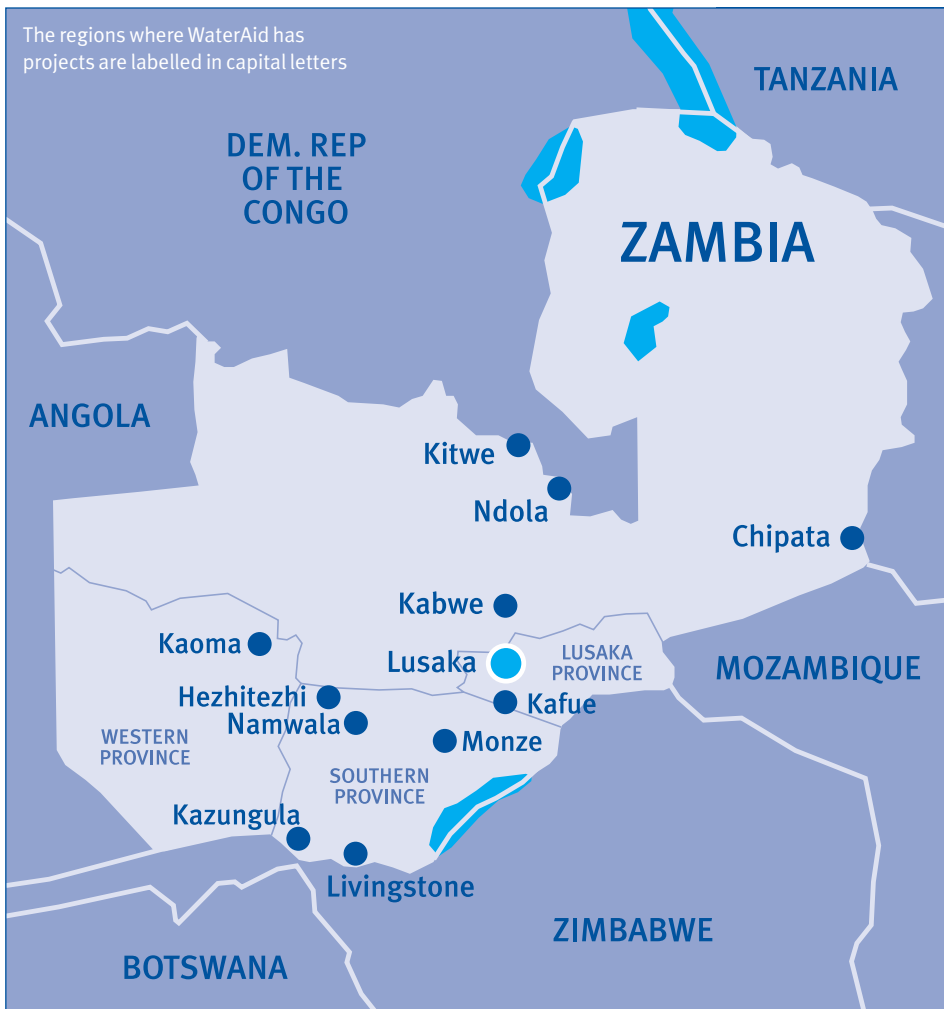 The regions where WaterAid has
projects are labelled in capital letters
TANZANIA
DEM. REP
OF THE
CONGO
ZAMBIA
ANGOLA
Kitwe
Ndola
Chipata
Kabwe
Kaoma
Lusaka
LUSAKA
PROVINCE
MOZAMBIQUE
Hezhitezhi
Kafue
Namwala
WESTERN
PROVINCE
Monze
SOUTHERN
PROVINCE
Kazungula
Livingstone
ZIMBABWE
BOTSWANA